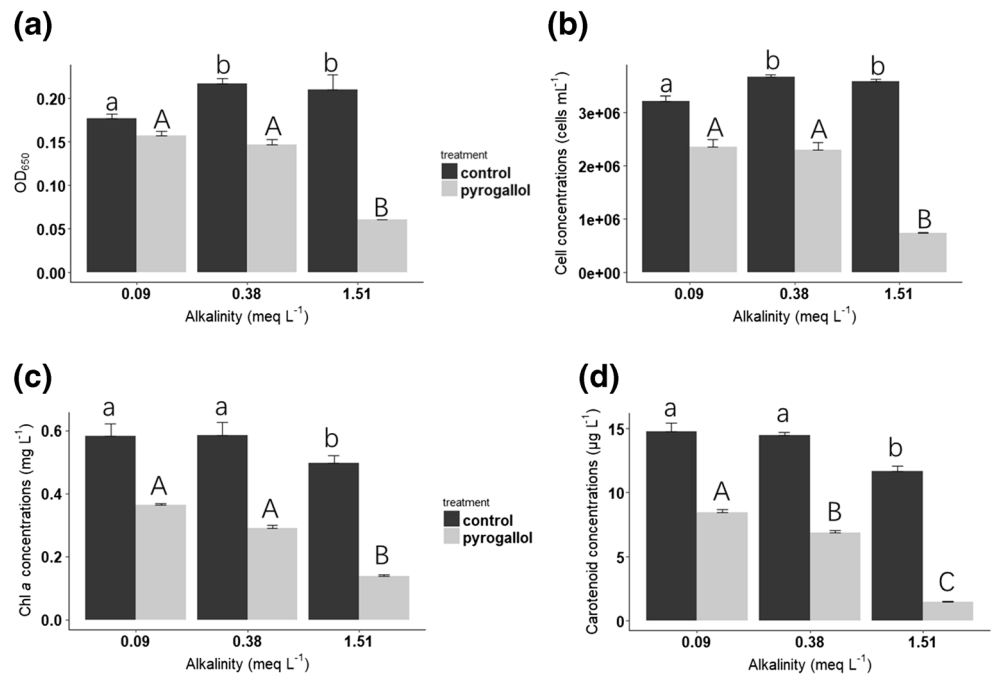 (a)
a
A
b
A
b
B
0.20
0.15
0.10
0.05
0.00
OD650
0.09
0.38
1.51
Alkalinity (meq L-1)
treatment
control
pyrogallol
(b)
a
A
b
A
b
B
3e+06
2e+06
1e+06
0e+00
Cell concentrations (cells mL-1)
0.09
0.38
1.51
Alkalinity (meq L-1)
(c)
a
A
a
A
b
B
0.6
0.4
0.2
0.0
Chl a concentrations (mg L-1)
0.09
0.38
1.51
Alkalinity (meq L-1)
treatment
control
pyrogallol
(d)
a
A
a
B
b
C
15
10
5
0
Carotenoid concentrations (µg L-1)
0.09
0.38
1.51
Alkalinity (meq L-1)